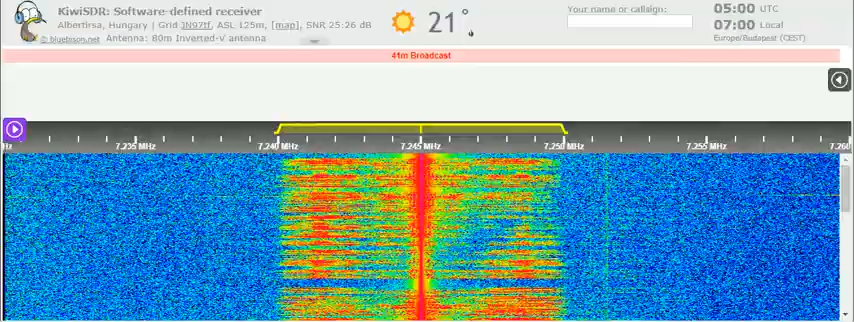 KiwiSDR: Software-defined receiver
Albertirsa, Hungary | Grid JN97tf, ASL 125m, [map], SNR 25:26 dB
© bluebison.net Antenna: 80m Inverted-V antenna
21°
Your name or callsign:
05:00 UTC
07:00 Local
Europe/Budapest (CEST)
41m Broadcast
Hz 7.235 MHz 7.240 MHz 7.245 MHz 7.250 MHz 7.255 MHz 7.260